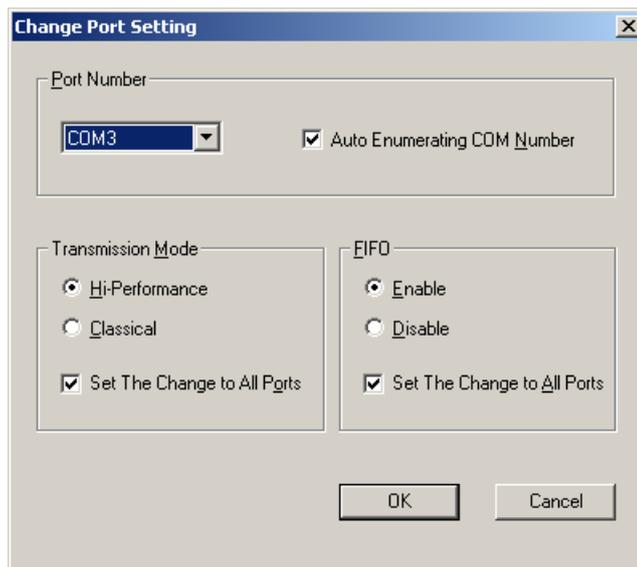 Change Port Setting
Port Number
COM3
Auto Enumerating COM Number
Transmission Mode
Hi-Performance
Classical
Set The Change to All Ports
FIFO
Enable
Disable
Set The Change to All Ports
OK
Cancel